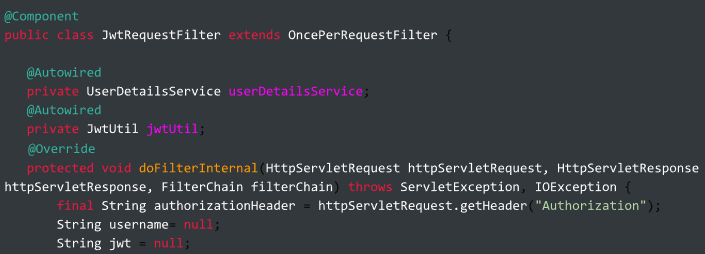 @Component
public class JwtRequestFilter extends OncePerRequestFilter {
@Autowired
private UserDetailsService userDetailsService;
@Autowired
private JwtUtil jwtUtil;
@Override
protected void doFilterInternal(HttpServletRequest httpServletRequest, HttpServletResponse
httpServletResponse, FilterChain filterChain) throws ServletException, IOException {
final String authorizationHeader = httpServletRequest.getHeader("Authorization");
String username= null;
String jwt = null;